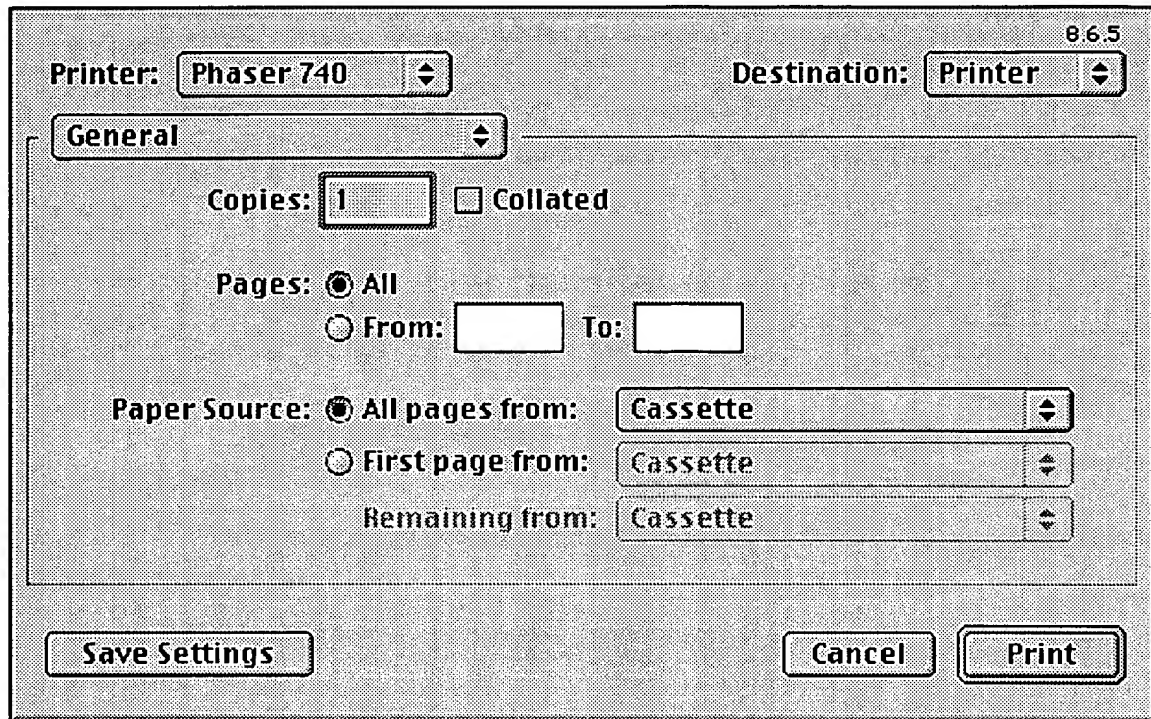 8.6.5
Printer: Phaser 740 Destination: Printer
General
Copies: 1 Collated
Pages: All
From: To:
Paper Source: All pages from: Cassette
First page from: Cassette
Remaining from: Cassette
Save Settings Cancel Print